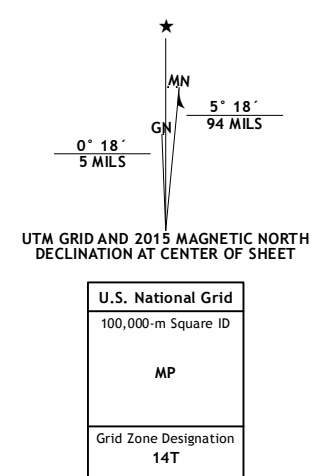 MN
GN
5° 18´
94 MILS
0° 18´
5 MILS
UTM GRID AND 2015 MAGNETIC NORTH
DECLINATION AT CENTER OF SHEET
U.S. National Grid
100,000-m Square ID
MP
Grid Zone Designation
14T